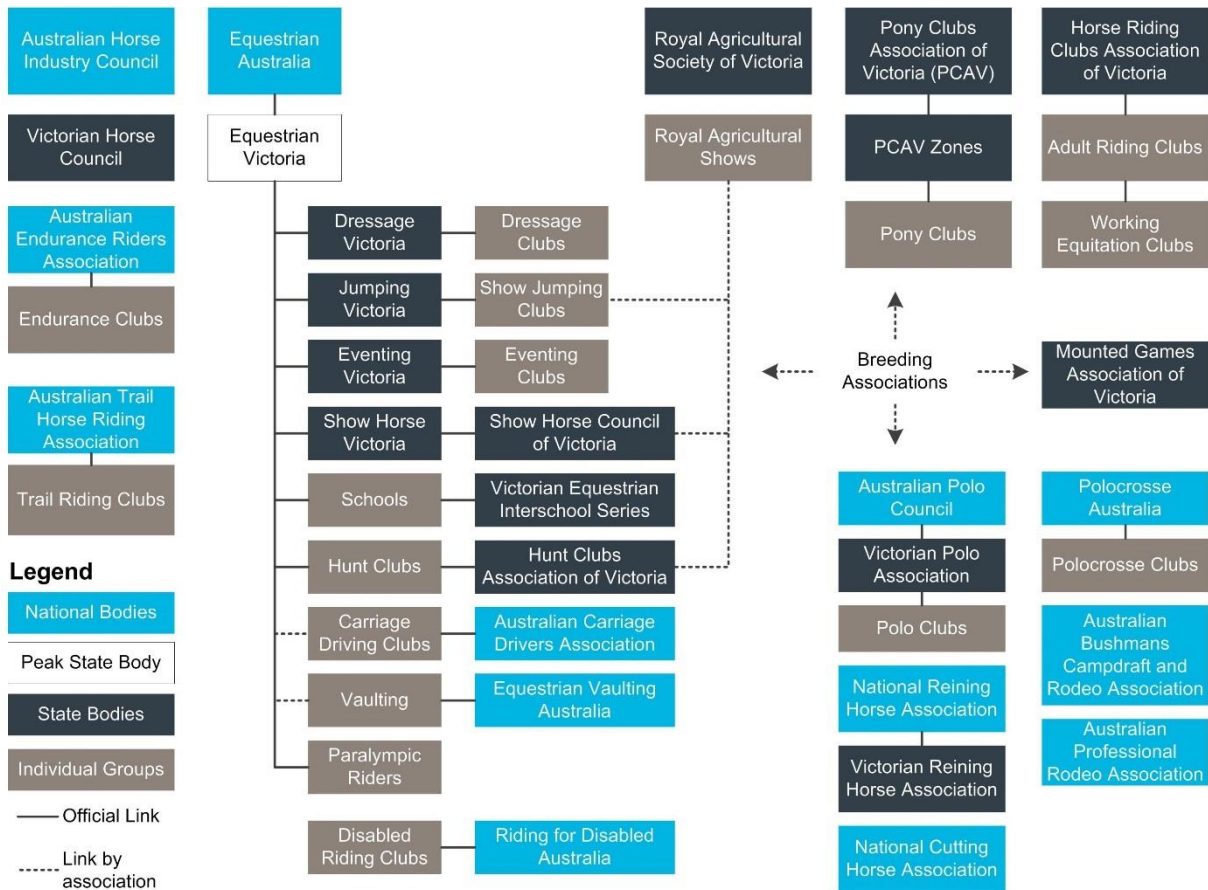 Australian Horse
Industry Council
Equestrian
Australia
Royal Agricultural
Society of Victoria
Pony Clubs
Association of
Victoria (PCAV)
Horse Riding
Clubs Association
of Victoria
Victorian Horse
Council
Equestrian
Victoria
Royal Agricultural
Shows
PCAV Zones
Adult Riding Clubs
Australian
Endurance Riders
Association
Dressage
Victoria
Dressage
Clubs
Pony Clubs
Working
Equitation Clubs
Endurance Clubs
Jumping
Victoria
Show Jumping
Clubs
Eventing
Victoria
Eventing
Clubs
Breeding
Associations
Mounted Games
Association of
Victoria
Australian Trail
Horse Riding
Association
Show Horse
Victoria
Show Horse Council
of Victoria
Trail Riding Clubs
Schools
Victorian Equestrian
Interschool Series
Australian Polo
Council
Polocrosse
Australia
Hunt Clubs
Hunt Clubs
Association of Victoria
Victorian Polo
Association
Polocrosse Clubs
Legend
National Bodies
Peak State Body
State Bodies
Individual Groups
Official Link
Link by
association
Carriage
Driving Clubs
Australian Carriage
Drivers Association
Polo Clubs
Australian
Bushmans
Campdraft and
Rodeo Association
Vaulting
Equestrian Vaulting
Australia
National Reining
Horse Association
Paralympic
Riders
Victorian Reining
Horse Association
Australian
Professional
Rodeo Association
Disabled
Riding Clubs
Riding for Disabled
Australia
National Cutting
Horse Association